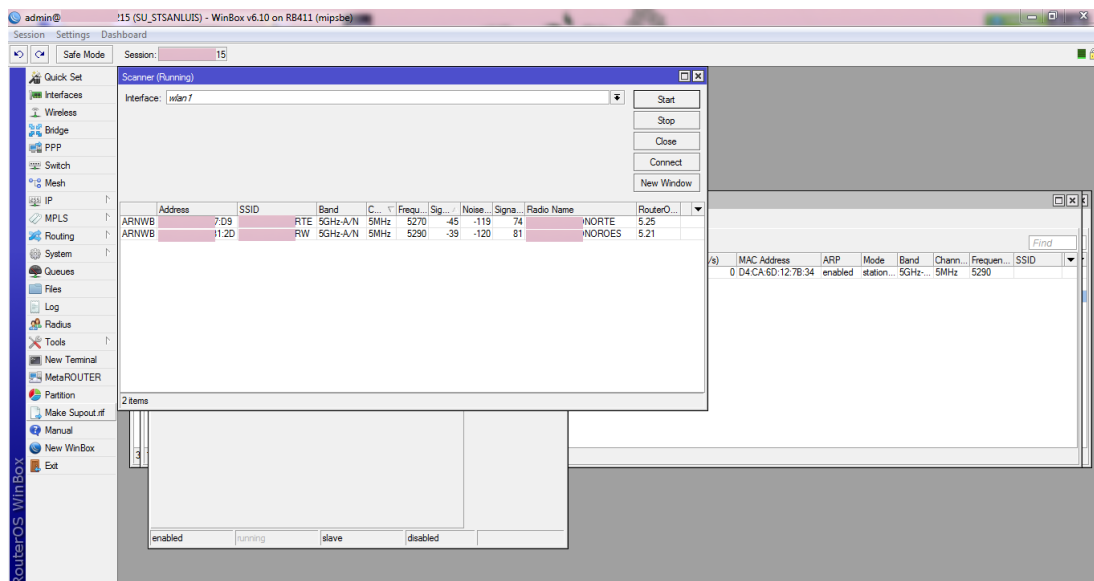 admin@ !15 (SU_STSANLUIS) - WinBox v6.10 on RB411 (mipsbe)
Session Settings Dashboard
Safe Mode Session: 15
Quick Set
Interfaces
Wireless
Bridge
PPP
Switch
Mesh
IP
MPLS
Routing
System
Queues
Files
Log
Radius
Tools
New Terminal
MetaROUTER
Partition
Make Supout.rif
Manual
New WinBox
Exit
RouterOS WinBox
Scanner (Running)
Interface: wlan1
Start
Stop
Close
Connect
New Window
Address SSID Band C... Frequ... Sig... Noise... Signa... Radio Name RouterO...
ARNWB 7:D9 RTE 5GHz-A/N 5MHz 5270 -45 -119 74 NORTE 5.25
ARNWB 31:2D RW 5GHz-A/N 5MHz 5290 -39 -120 81 NOROES 5.21
2 items
Find
/s) MAC Address ARP Mode Band Chann... Frequen... SSID
0 D4:CA:6D:12:7B:34 enabled station... 5GHz-... 5MHz 5290
3
enabled running slave disabled